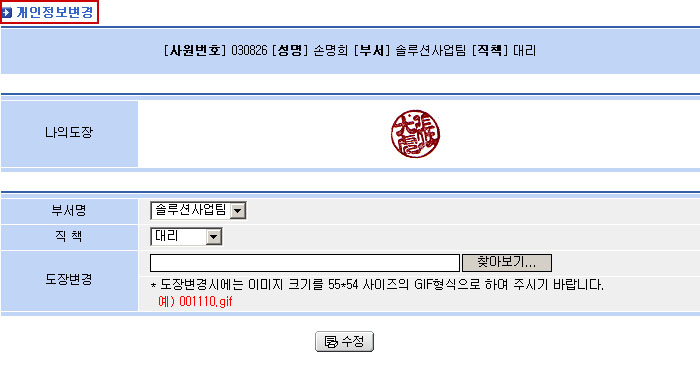 개인정보변경
[사원번호] 030826 [성명] 손명희 [부서] 솔루션사업팀 [직책] 대리
나의도장
부서명 솔루션사업팀
직 책 대리
도장변경 찾아보기...
* 도장변경시에는 이미지 크기를 55*54 사이즈의 GIF형식으로 하여 주시기 바랍니다.
예) 001110.gif
수정